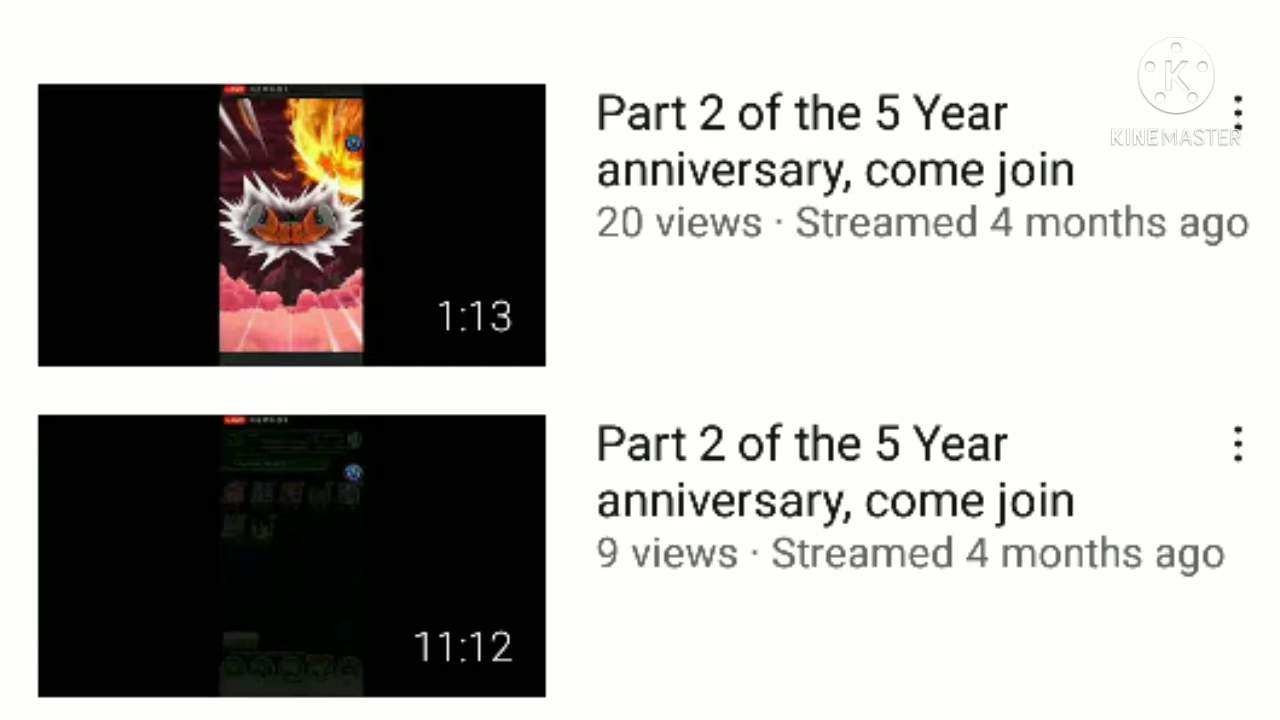 Part 2 of the 5 Year
anniversary, come join
20 views · Streamed 4 months ago
1:13
K
KINEMASTER
Part 2 of the 5 Year
anniversary, come join
9 views · Streamed 4 months ago
11:12